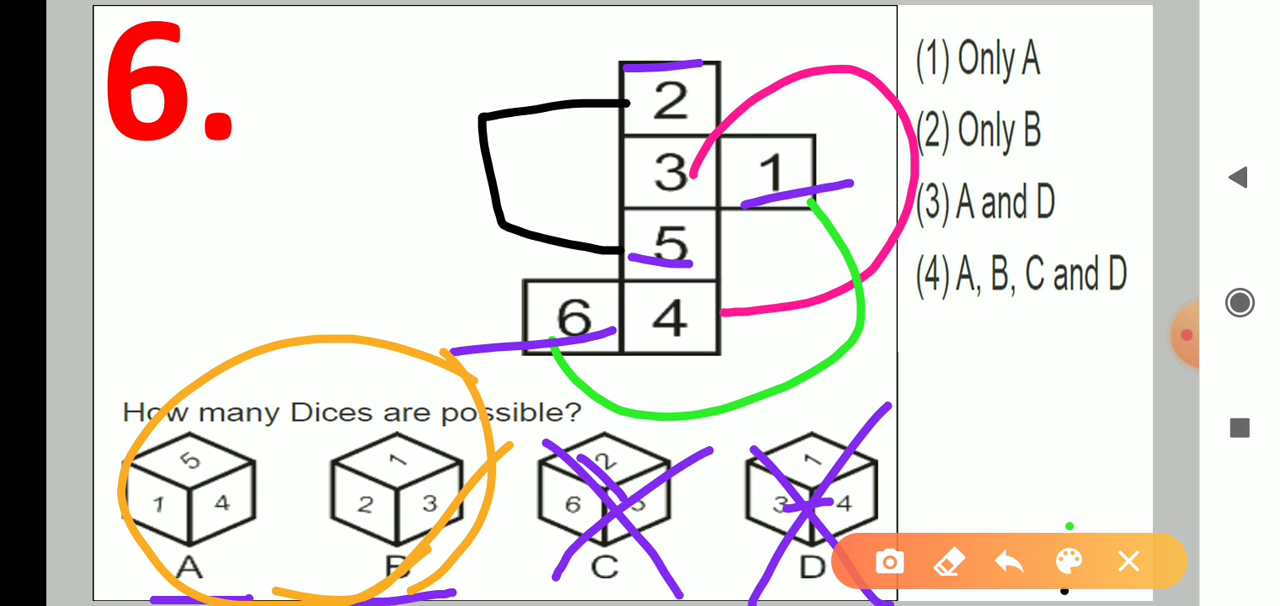 6.
2
3 1
5
6 4
(1) Only A
(2) Only B
(3) A and D
(4) A, B, C and D
How many Dices are possible?
5 1 2 1
1 4 2 3 6 5 3 4
A B C D